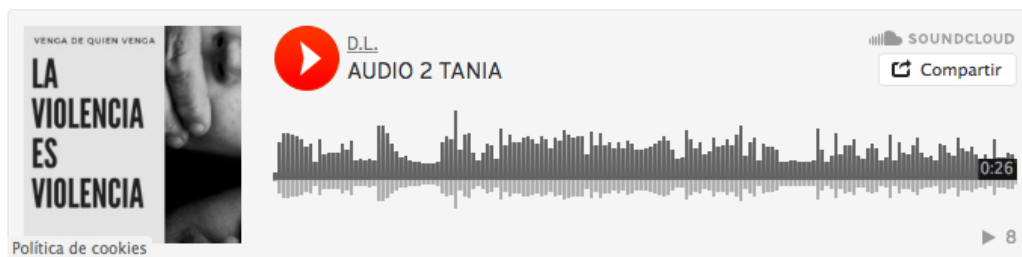 VENGA DE QUIEN VENGA
LA
VIOLENCIA
ES
VIOLENCIA
Política de cookies
D.L.
AUDIO 2 TANIA
SOUNDCLOUD
Compartir
0:26
8